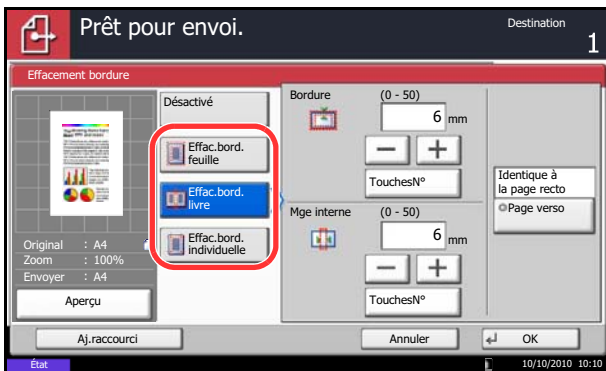 Prêt pour envoi.
Destination
1
Effacement bordure
Désactivé
Effac.bord.
feuille
Effac.bord.
livre
Effac.bord.
individuelle
Bordure
(0 - 50)
6 mm
TouchesN°
Mge interne
(0 - 50)
6 mm
TouchesN°
Identique à
la page recto
Page verso
Original : A4
Zoom : 100%
Envoyer : A4
Aperçu
Aj.raccourci
Annuler
OK
État
10/10/2010 10:10